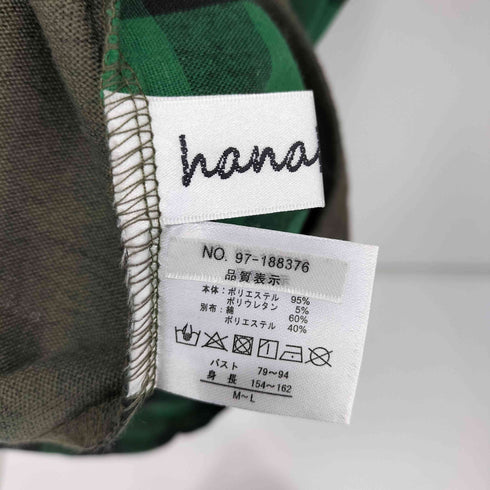 NO. 97-188376
品質表示
本体：ポリエステル 95%
ポリウレタン 5%
別布：綿 60%
ポリエステル 40%
バスト 79〜94
身長 154〜162
M〜L